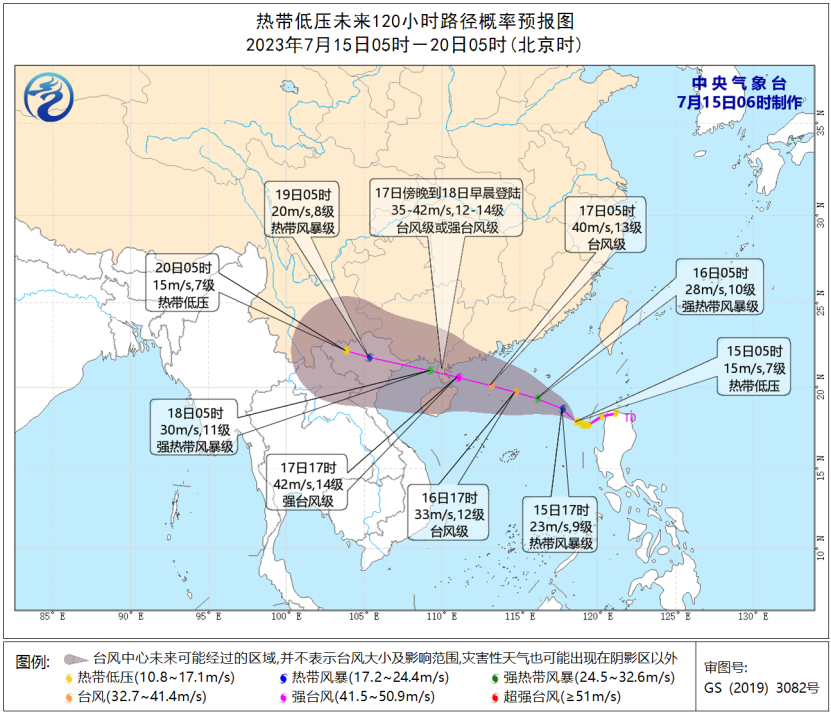 热带低压未来120小时路径概率预报图
2023年7月15日05时－20日05时(北京时)
中央气象台
7月15日06时制作
35° N
30° N
25° N
20° N
15° N
10° N
19日05时
20m/s,8级
热带风暴级
17日傍晚到18日早晨登陆
35-42m/s,12-14级
台风级或强台风级
17日05时
40m/s,13级
台风级
20日05时
15m/s,7级
热带低压
16日05时
28m/s,10级
强热带风暴级
15日05时
15m/s,7级
热带低压
TD
18日05时
30m/s,11级
强热带风暴级
17日17时
42m/s,14级
强台风级
16日17时
33m/s,12级
台风级
15日17时
23m/s,9级
热带风暴级
85° E 90° E 95° E 100° E 105° E 110° E 115° E 120° E 125° E 130° E
图例:
台风中心未来可能经过的区域,并不表示台风大小及影响范围,灾害性天气也可能出现在阴影区以外
热带低压(10.8~17.1m/s) 热带风暴(17.2~24.4m/s) 强热带风暴(24.5~32.6m/s)
台风(32.7~41.4m/s) 强台风(41.5~50.9m/s) 超强台风(≥51m/s)
审图号:
GS (2019) 3082号